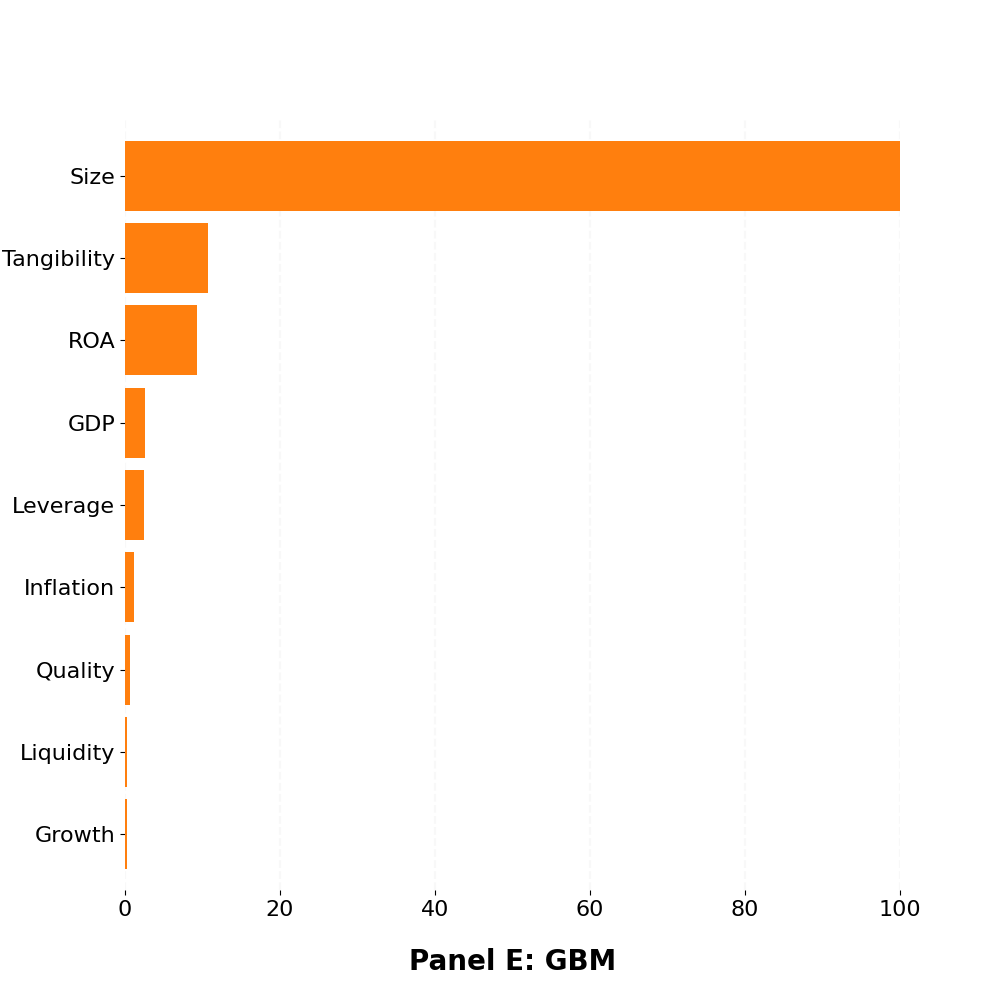 Size
Tangibility
ROA
GDP
Leverage
Inflation
Quality
Liquidity
Growth
0 20 40 60 80 100
Panel E: GBM